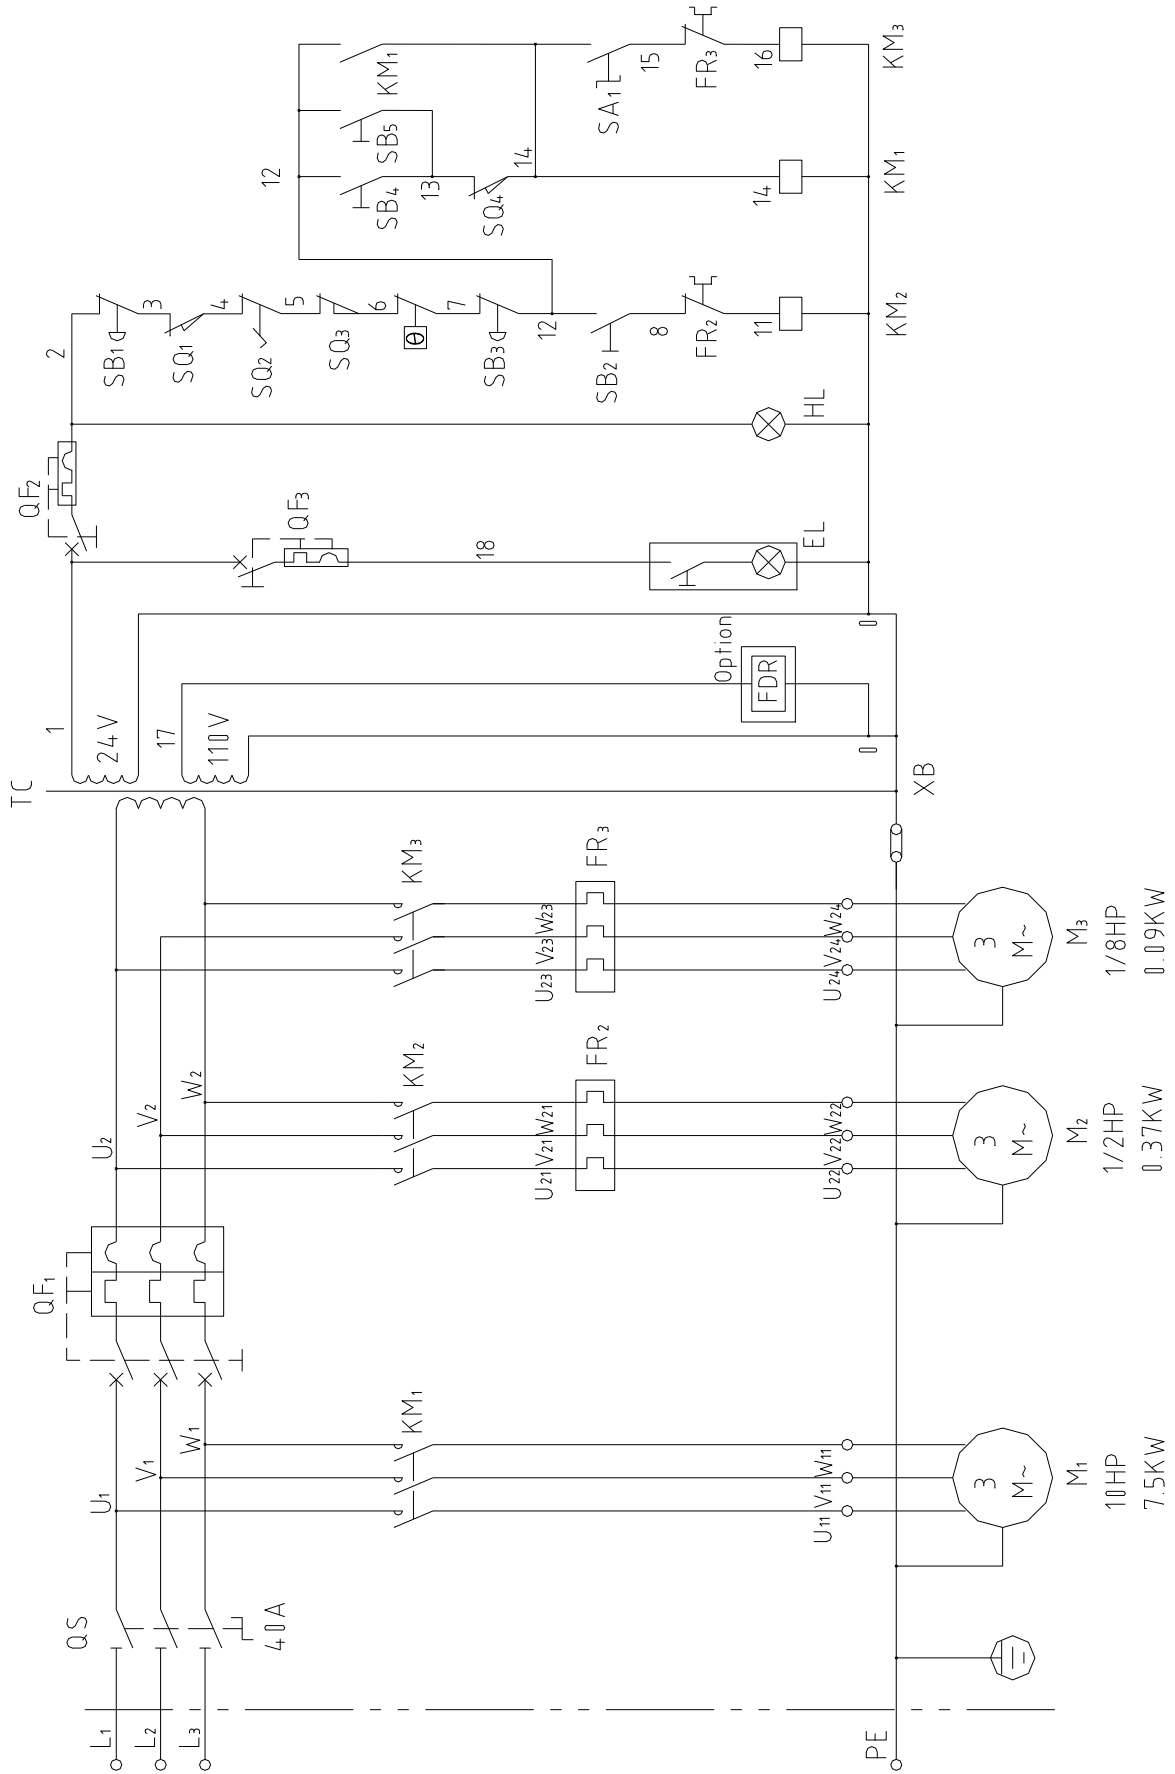 L1
L2
L3
PE
QS
40A
U1
V1
W1
KM1
U11 V11 W11
3
M~
M1
10HP
7.5KW
QF1
U2
V2
W2
KM2
U21 V21 W21
FR2
U22 V22 W22
3
M~
M2
1/2HP
0.37KW
KM3
U23 V23 W23
FR3
U24 V24 W24
3
M~
M3
1/8HP
0.09KW
XB
TC
1
24V
17
110V
Option
FDR
0
0
QF2
QF3
18
EL
HL
2
SB1
3
SQ1
4
SQ2
5
SQ3
6
θ
7
SB3
12
SB2
8
FR2
11
KM2
12
SB4
13
SB5
SQ4
14
KM1
14
KM1
SA1
15
FR3
16
KM3